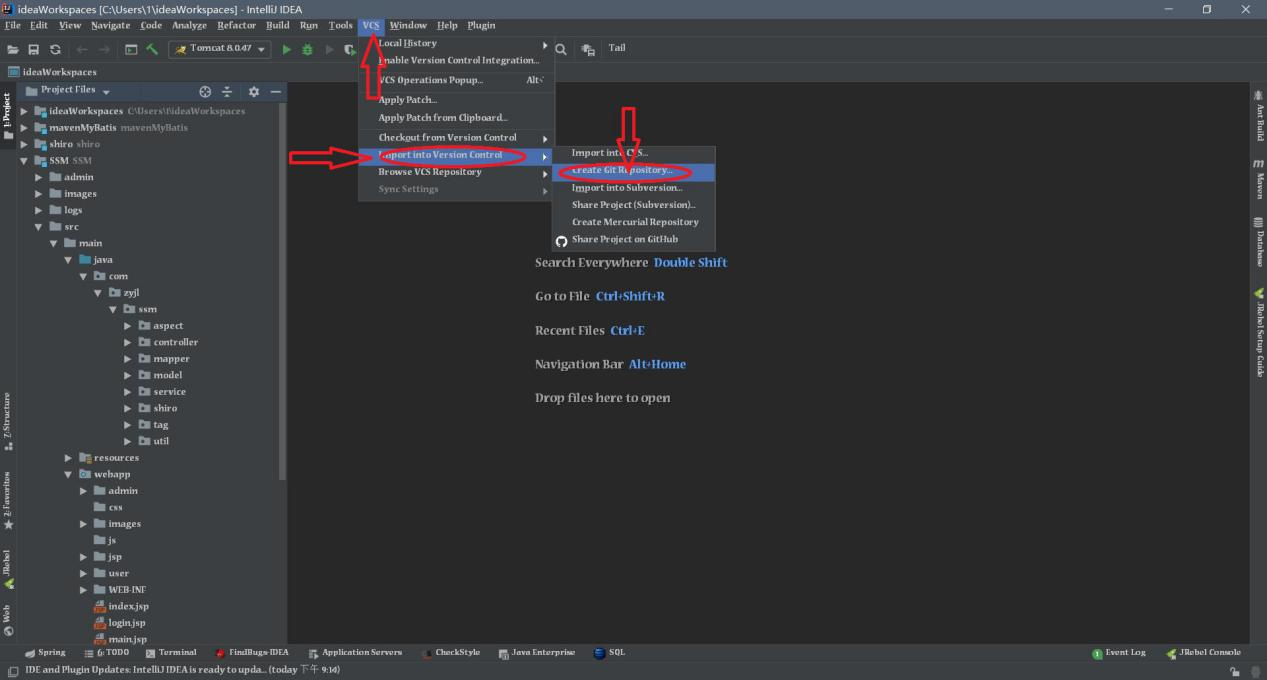 ideaWorkspaces [C:\Users\1\ideaWorkspaces] - IntelliJ IDEA
File Edit View Navigate Code Analyze Refactor Build Run Tools VCS Window Help Plugin
Tomcat 8.0.47
Tail
ideaWorkspaces
Project Files
ideaWorkspaces C:\Users\1\ideaWorkspaces
mavenMyBatis mavenMyBatis
shiro shiro
SSM SSM
admin
images
logs
src
main
java
com
zyjl
ssm
aspect
controller
mapper
model
service
shiro
tag
util
resources
webapp
admin
css
images
js
jsp
user
WEB-INF
index.jsp
login.jsp
main.jsp
Local History
Enable Version Control Integration...
VCS Operations Popup... Alt+`
Apply Patch...
Apply Patch from Clipboard...
Checkout from Version Control
Import into Version Control
Browse VCS Repository
Sync Settings
Import into CVS...
Create Git Repository...
Import into Subversion...
Share Project (Subversion)...
Create Mercurial Repository
Share Project on GitHub
Search Everywhere Double Shift
Go to File Ctrl+Shift+R
Recent Files Ctrl+E
Navigation Bar Alt+Home
Drop files here to open
1: Project
Z: Structure
2: Favorites
JRebel
Web
Ant Build
Maven
Database
JRebel Setup Guide
Spring 6: TODO Terminal FindBugs-IDEA Application Servers CheckStyle Java Enterprise SQL 1 Event Log JRebel Console
IDE and Plugin Updates: IntelliJ IDEA is ready to upda... (today 下午 9:14)